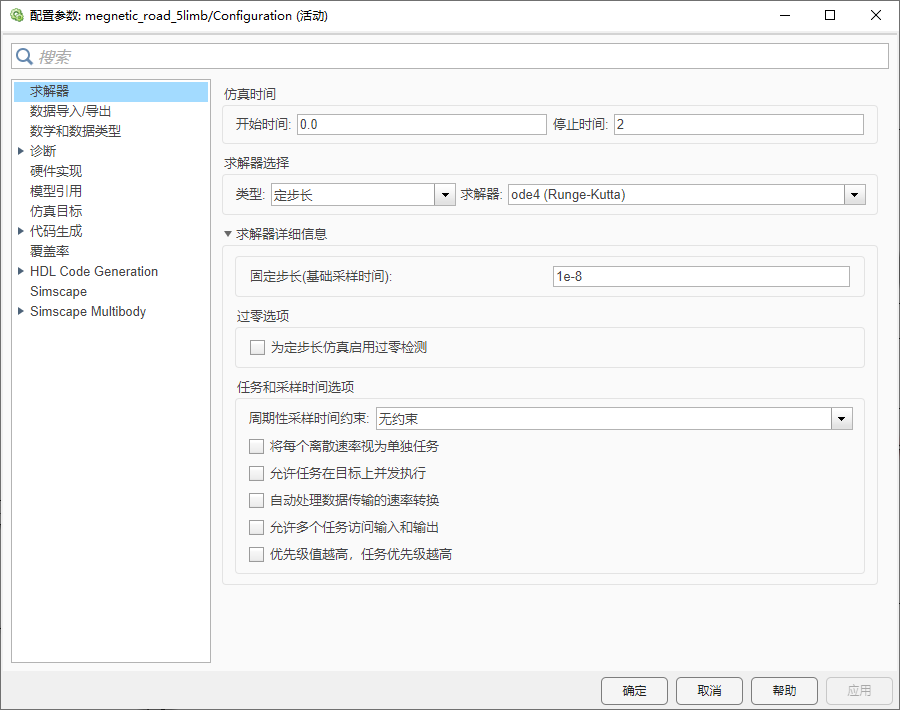 配置参数: megnetic_road_5limb/Configuration (活动)
搜索
求解器
数据导入/导出
数学和数据类型
诊断
硬件实现
模型引用
仿真目标
代码生成
覆盖率
HDL Code Generation
Simscape
Simscape Multibody
仿真时间
开始时间: 0.0 停止时间: 2
求解器选择
类型: 定步长 求解器: ode4 (Runge-Kutta)
求解器详细信息
固定步长(基础采样时间): 1e-8
过零选项
为定步长仿真启用过零检测
任务和采样时间选项
周期性采样时间约束: 无约束
将每个离散速率视为单独任务
允许任务在目标上并发执行
自动处理数据传输的速率转换
允许多个任务访问输入和输出
优先级值越高，任务优先级越高
确定 取消 帮助 应用